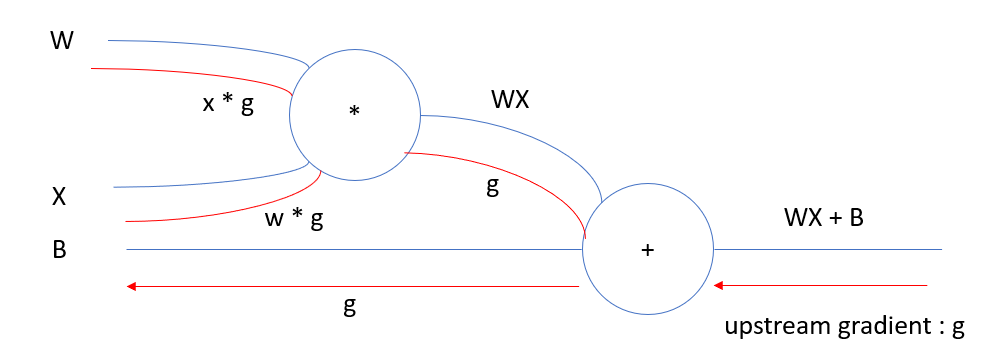 W
x * g
*
WX
X
w * g
g
B
+
WX + B
g
upstream gradient : g